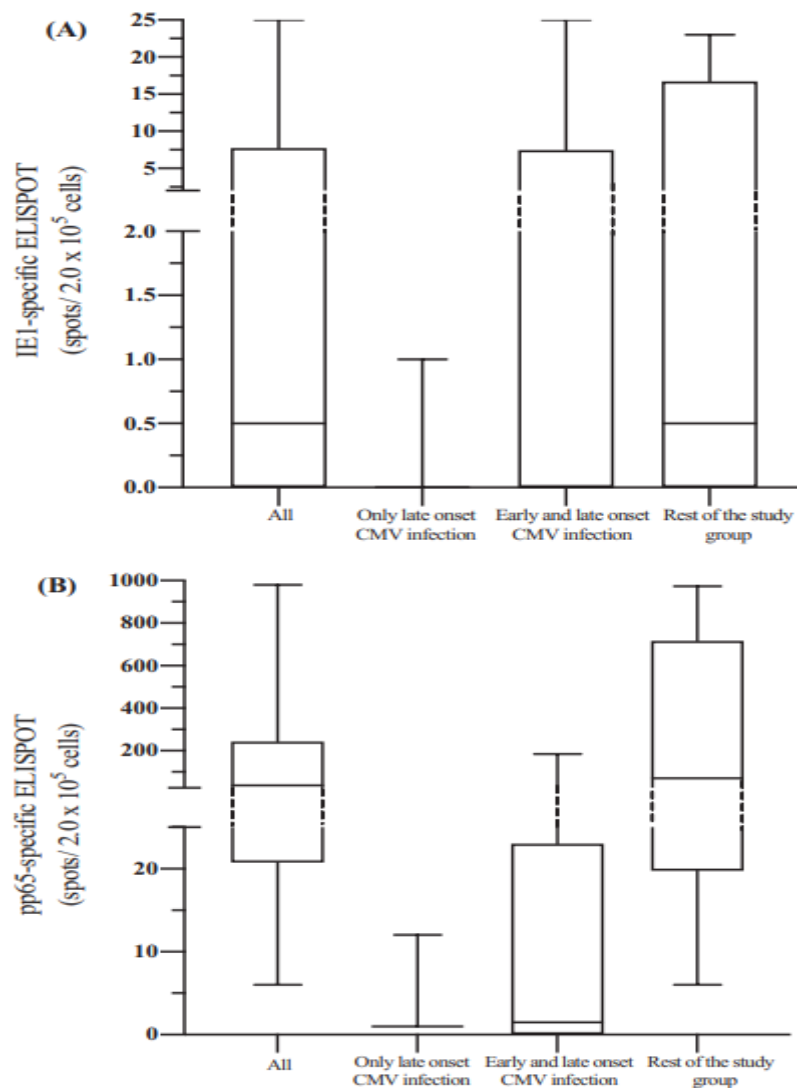 (A)
IE1-specific ELISPOT
(spots/ 2.0 x 10⁵ cells)
25
20
15
10
5
2.0
1.5
1.0
0.5
0.0
All
Only late onset
CMV infection
Early and late onset
CMV infection
Rest of the study
group
(B)
pp65-specific ELISPOT
(spots/ 2.0 x 10⁵ cells)
1000
800
600
400
200
20
10
0
All
Only late onset
CMV infection
Early and late onset
CMV infection
Rest of the study
group